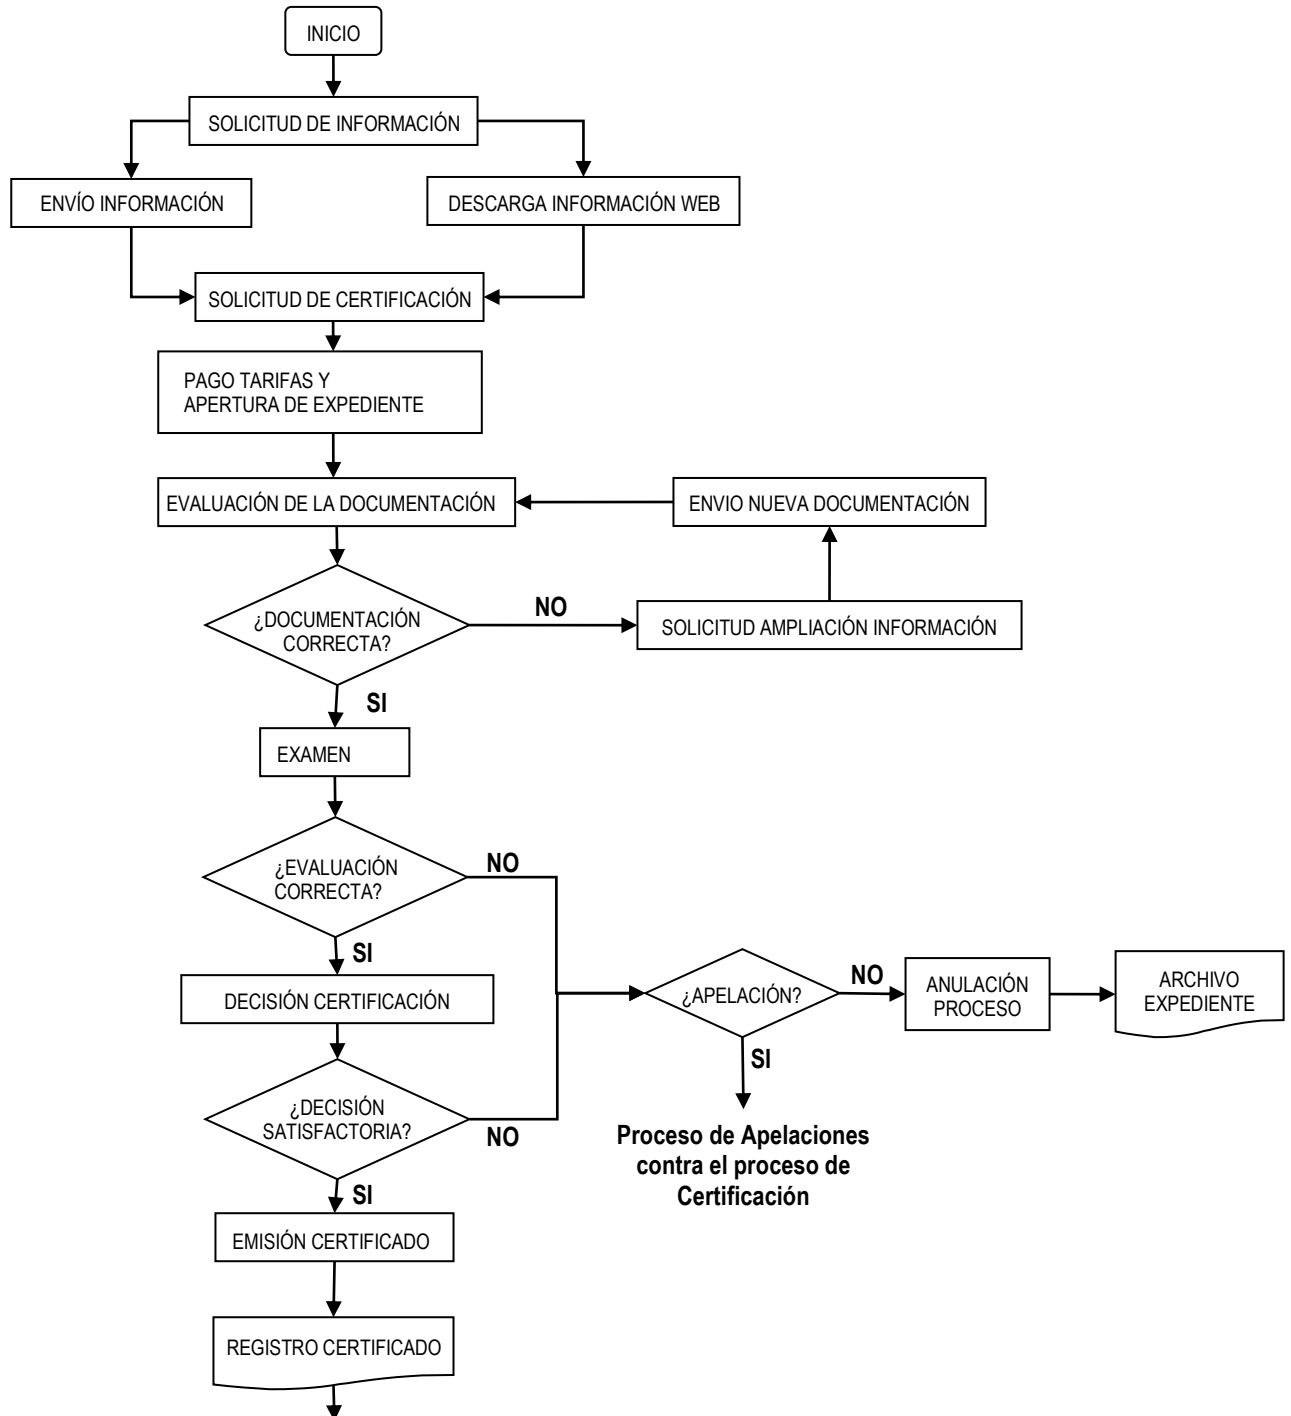 INICIO
SOLICITUD DE INFORMACIÓN
ENVÍO INFORMACIÓN
DESCARGA INFORMACIÓN WEB
SOLICITUD DE CERTIFICACIÓN
PAGO TARIFAS Y
APERTURA DE EXPEDIENTE
EVALUACIÓN DE LA DOCUMENTACIÓN
ENVIO NUEVA DOCUMENTACIÓN
¿DOCUMENTACIÓN
CORRECTA?
NO
SOLICITUD AMPLIACIÓN INFORMACIÓN
SI
EXAMEN
¿EVALUACIÓN
CORRECTA?
NO
SI
DECISIÓN CERTIFICACIÓN
¿APELACIÓN?
NO
ANULACIÓN
PROCESO
ARCHIVO
EXPEDIENTE
SI
¿DECISIÓN
SATISFACTORIA?
NO
Proceso de Apelaciones
contra el proceso de
Certificación
SI
EMISIÓN CERTIFICADO
REGISTRO CERTIFICADO